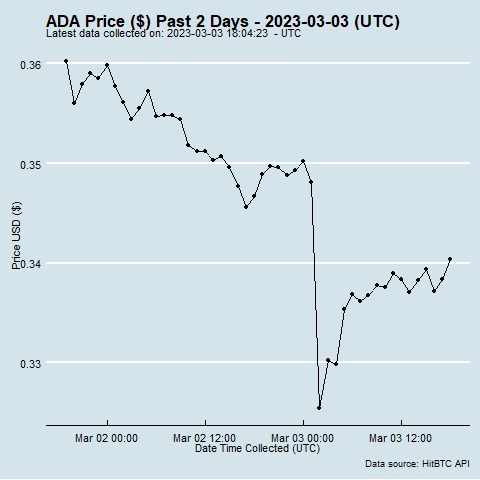 ADA Price ($) Past 2 Days - 2023-03-03 (UTC)
Latest data collected on: 2023-03-03 18:04:23 - UTC
0.36
0.35
0.34
0.33
Price USD ($)
Mar 02 00:00 Mar 02 12:00 Mar 03 00:00 Mar 03 12:00
Date Time Collected (UTC)
Data source: HitBTC API